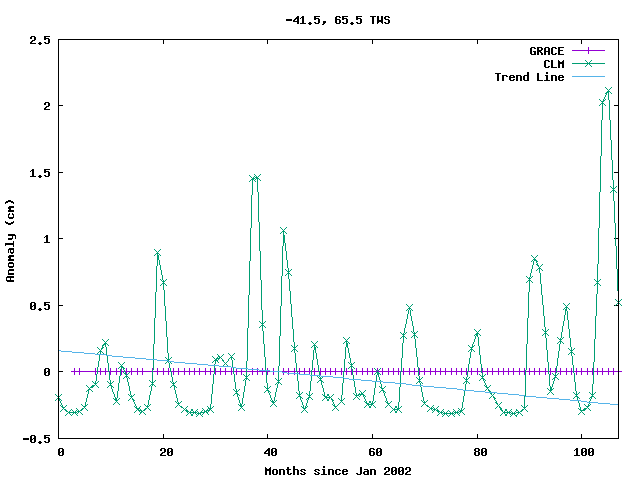 -41.5, 65.5 TWS
GRACE
CLM
Trend Line
2.5
2
1.5
1
0.5
0
-0.5
Anomaly (cm)
0 20 40 60 80 100
Months since Jan 2002